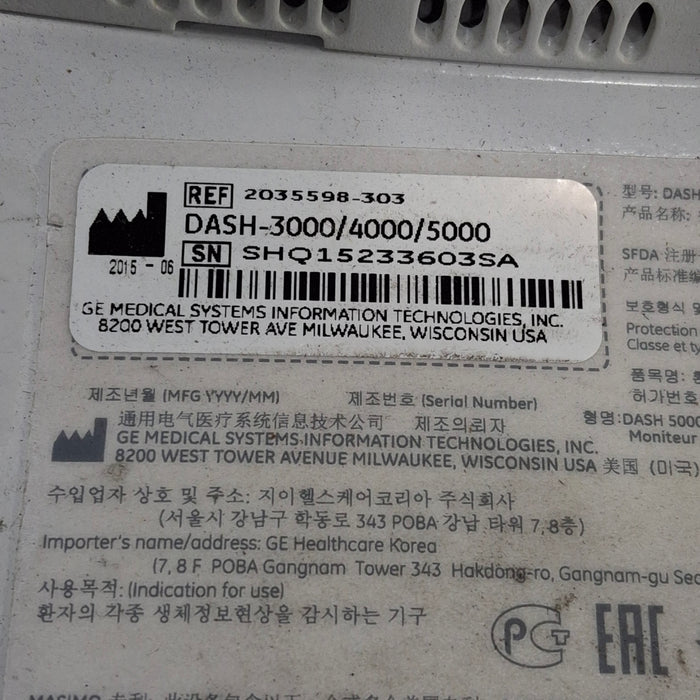 REF 2035598-303
DASH-3000/4000/5000
SN SHQ15233603SA
2015 - 06
GE MEDICAL SYSTEMS INFORMATION TECHNOLOGIES, INC.
8200 WEST TOWER AVE MILWAUKEE, WISCONSIN USA
型号: DASH
产品名称:
SFDA 注册
产品标准编
보호형식 및
Protection
Classe et ty
품목명:
허가번호
제조년월 (MFG YYYY/MM) 제조번호 (Serial Number)
형명:DASH 5000
Moniteur
通用电气医疗系统信息技术公司 제조의뢰자
GE MEDICAL SYSTEMS INFORMATION TECHNOLOGIES, INC.
8200 WEST TOWER AVENUE MILWAUKEE, WISCONSIN USA 美国 (미국)
수입업자 상호 및 주소: 지이헬스케어코리아 주식회사
(서울시 강남구 학동로 343 POBA 강남 타워 7,8층)
Importer's name/address: GE Healthcare Korea
(7, 8 F POBA Gangnam Tower 343 Hakdong-ro, Gangnam-gu Seo
사용목적: (Indication for use)
환자의 각종 생체정보현상을 감시하는 기구
PCT EAC